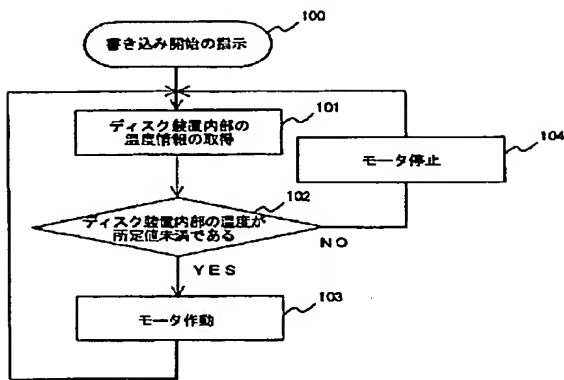 書き込み開始の指示
100
101
ディスク装置内部の
温度情報の取得
104
モータ停止
102
ディスク装置内部の温度が
所定値未満である
NO
YES
103
モータ作動